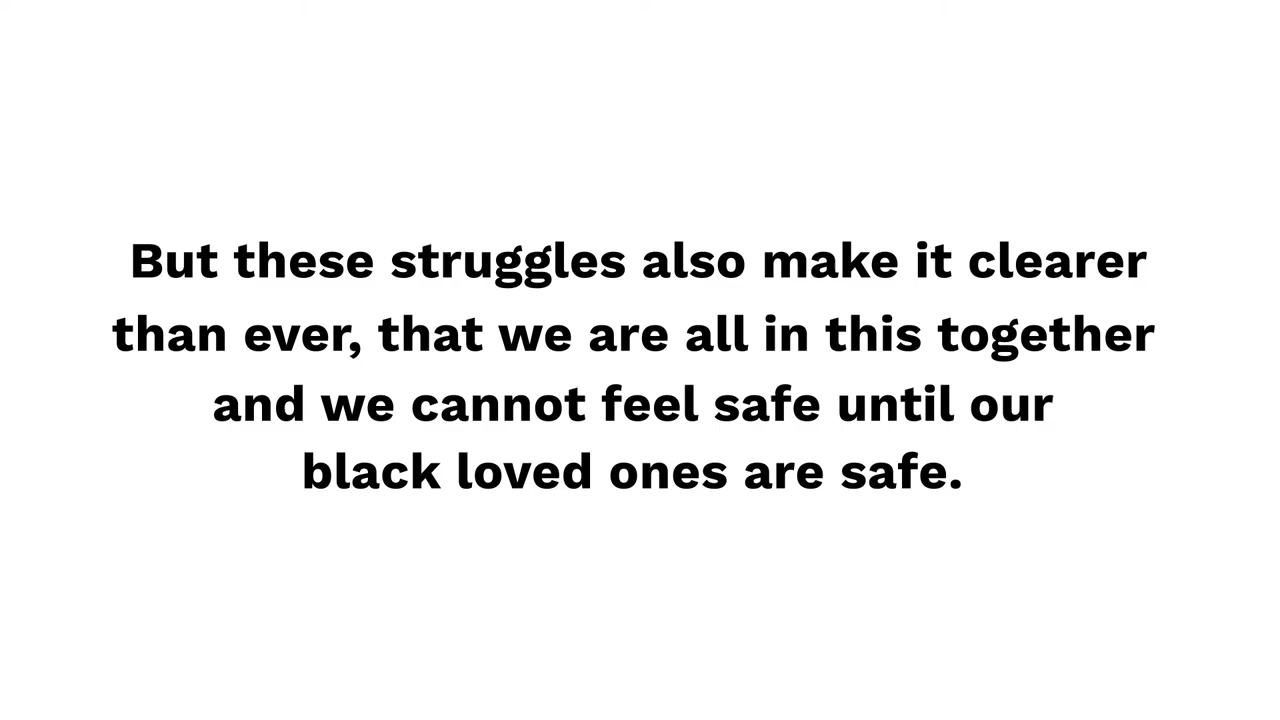 But these struggles also make it clearer
than ever, that we are all in this together
and we cannot feel safe until our
black loved ones are safe.